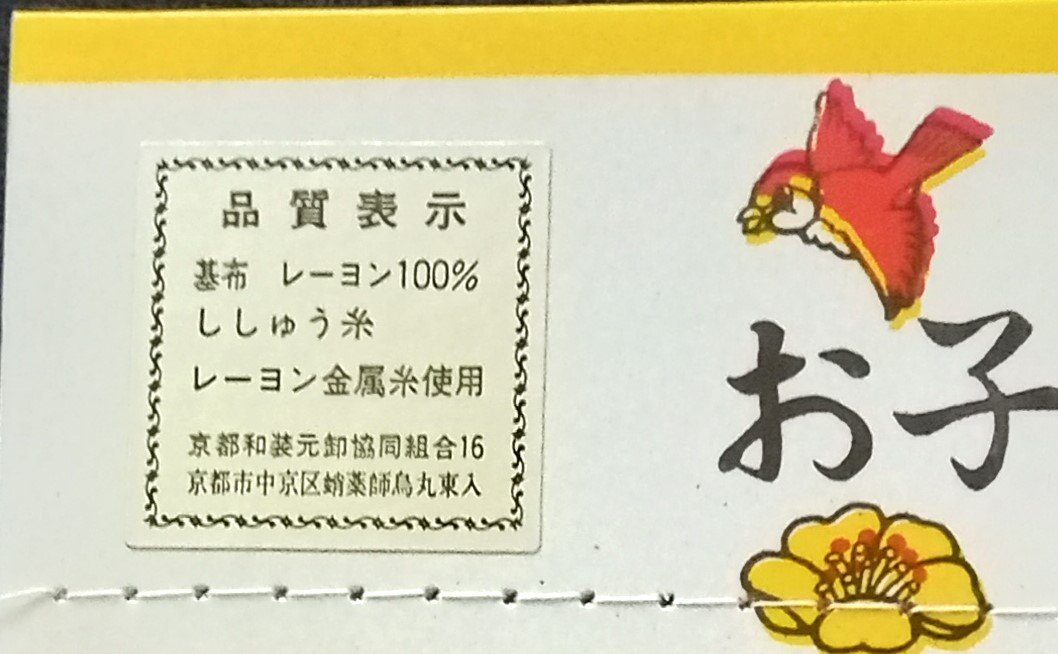 品質表示
基布 レーヨン100%
ししゅう糸
レーヨン金属糸使用
京都和装元卸協同組合16
京都市中京区蛸薬師烏丸東入
お子